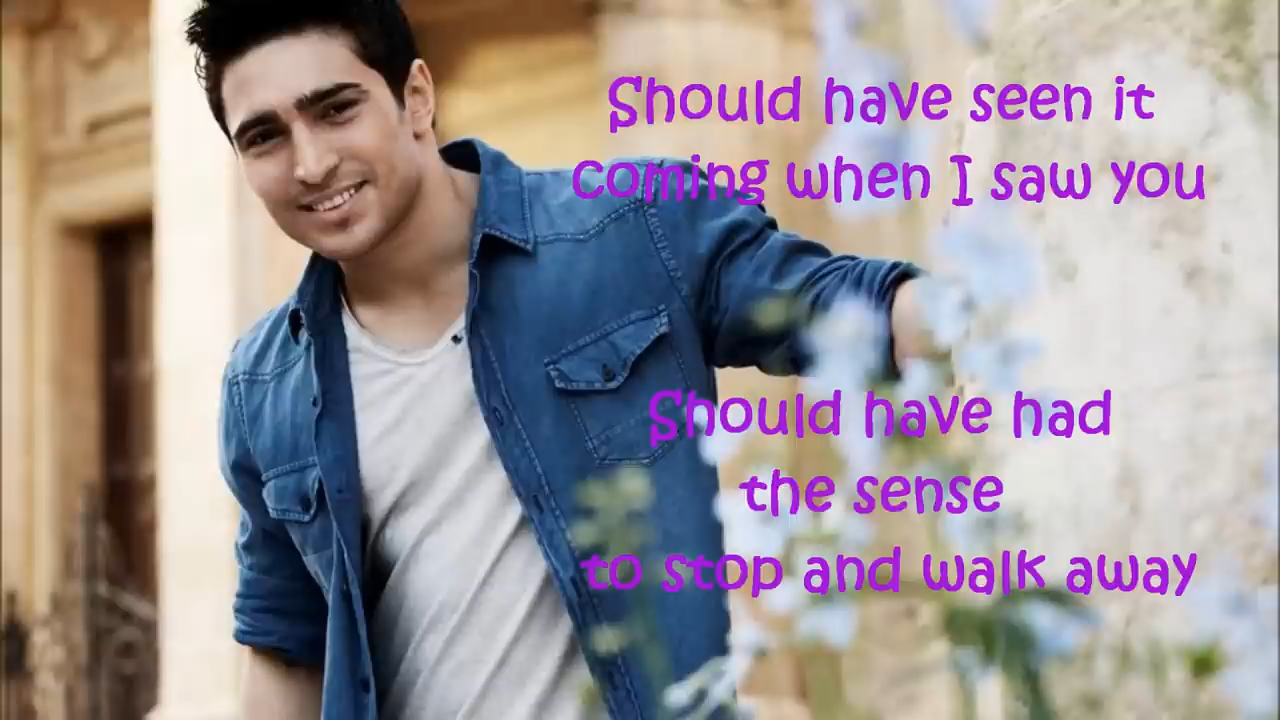 Should have seen it
coming when I saw you
Should have had
the sense
to stop and walk away